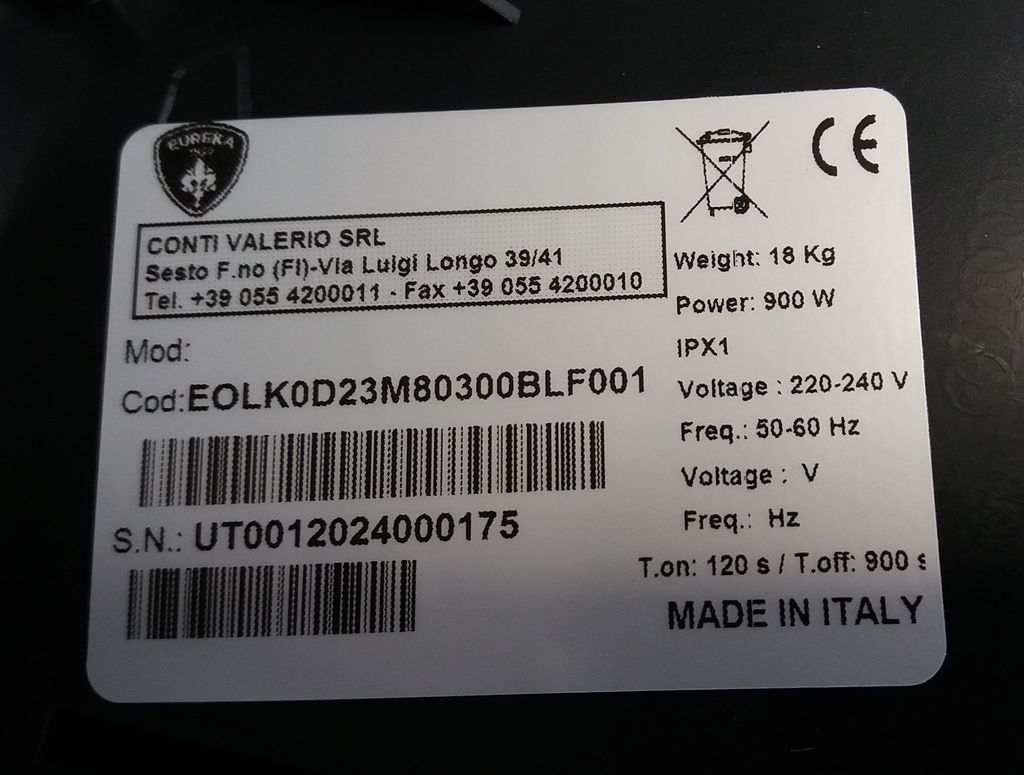 EUREKA
CONTI VALERIO SRL
Sesto F.no (FI)-Via Luigi Longo 39/41
Tel. +39 055 4200011 - Fax +39 055 4200010
Mod:
Cod:EOLK0D23M80300BLF001
S.N.: UT0012024000175
CE
Weight: 18 Kg
Power: 900 W
IPX1
Voltage : 220-240 V
Freq.: 50-60 Hz
Voltage : V
Freq.: Hz
T.on: 120 s / T.off: 900 s
MADE IN ITALY